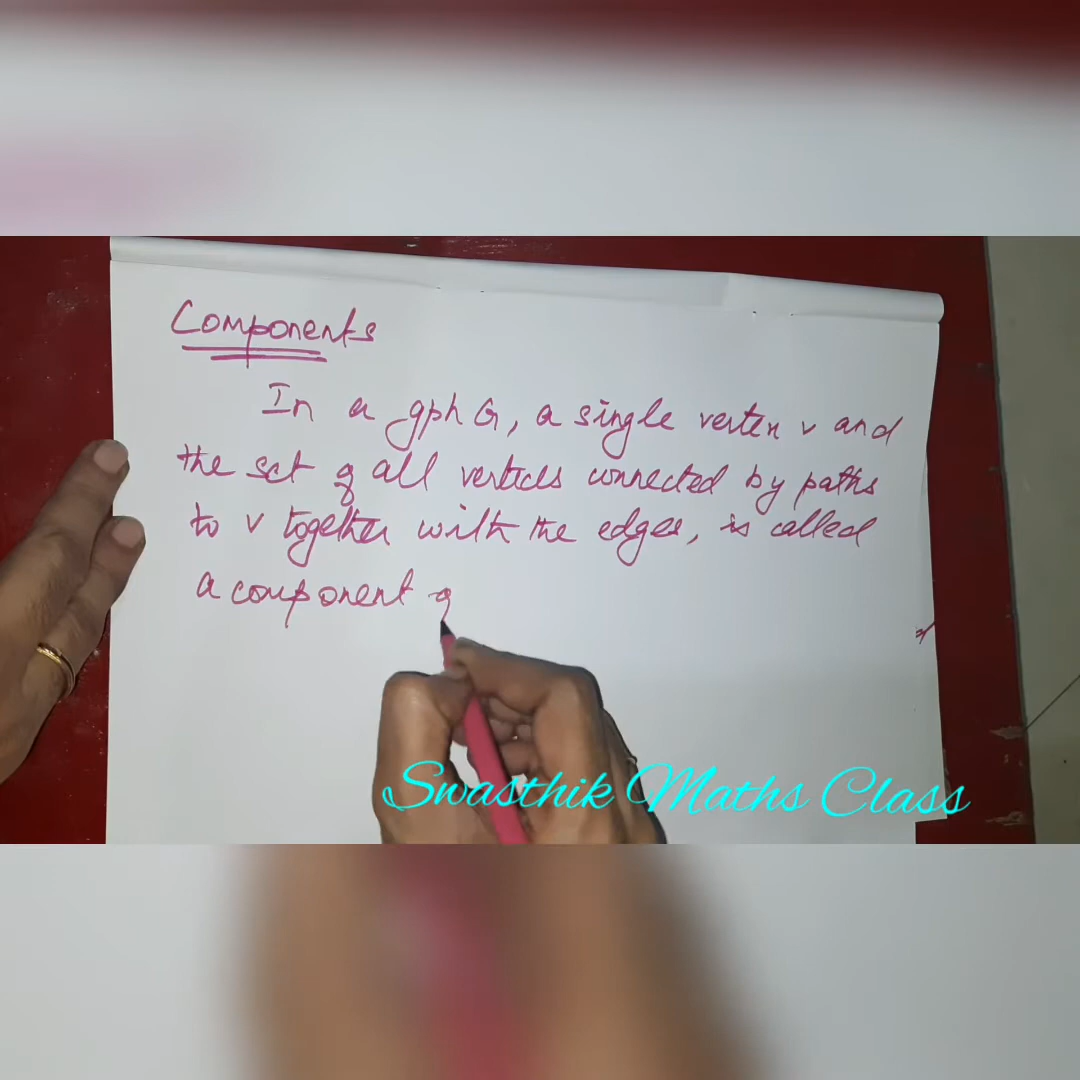 Components
In a gph G, a single vertex v and
the set of all vertices connected by paths
to v together with the edges, is called
a component of
Swasthik Maths Class